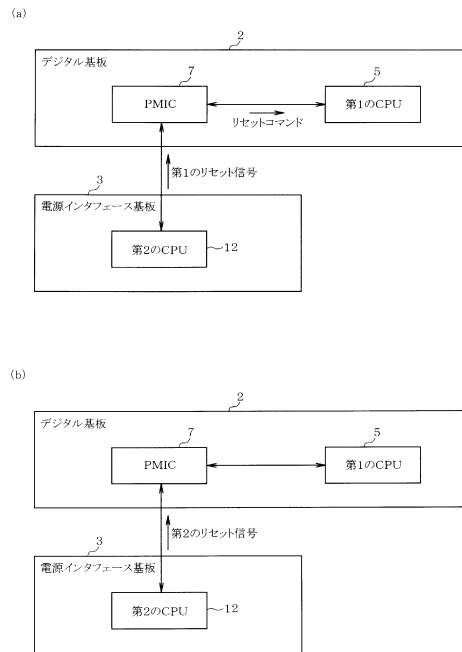 (a)
2
デジタル基板
7
5
PMIC
第1のCPU
リセットコマンド
第1のリセット信号
3
電源インタフェース基板
第2のCPU
12
(b)
2
デジタル基板
7
5
PMIC
第1のCPU
第2のリセット信号
3
電源インタフェース基板
第2のCPU
12